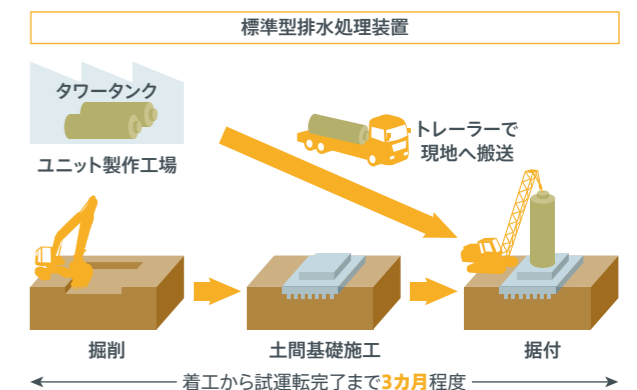 標準型排水処理装置
タワータンク
ユニット製作工場
トレーラーで
現地へ搬送
掘削
土間基礎施工
据付
着工から試運転完了まで3カ月程度